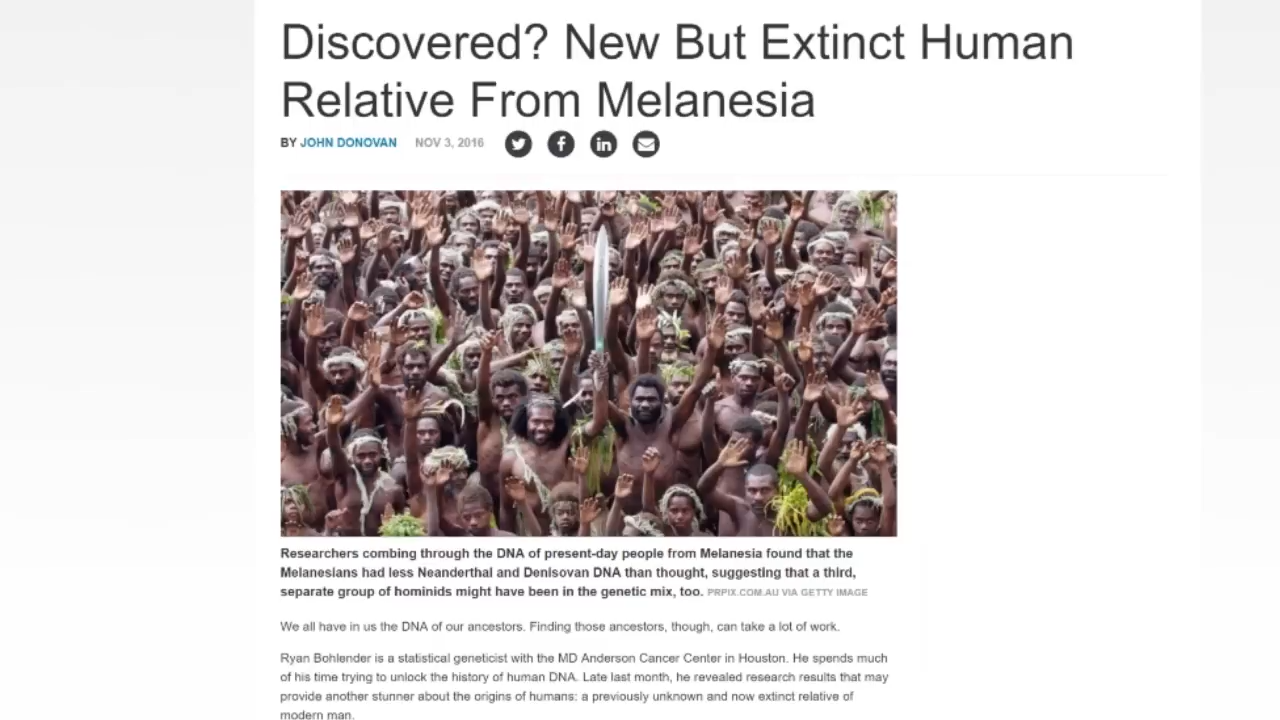 Discovered? New But Extinct Human
Relative From Melanesia
BY JOHN DONOVAN NOV 3, 2016
Researchers combing through the DNA of present-day people from Melanesia found that the
Melanesians had less Neanderthal and Denisovan DNA than thought, suggesting that a third,
separate group of hominids might have been in the genetic mix, too. PRPIX.COM.AU VIA GETTY IMAGE
We all have in us the DNA of our ancestors. Finding those ancestors, though, can take a lot of work.
Ryan Bohlender is a statistical geneticist with the MD Anderson Cancer Center in Houston. He spends much
of his time trying to unlock the history of human DNA. Late last month, he revealed research results that may
provide another stunner about the origins of humans: a previously unknown and now extinct relative of
modern man.